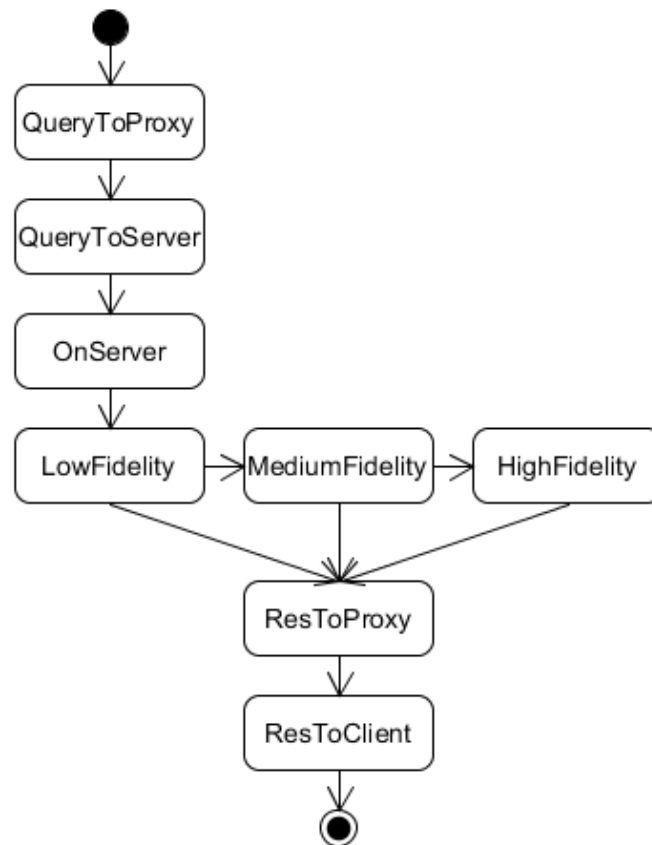 QueryToProxy
QueryToServer
OnServer
LowFidelity
MediumFidelity
HighFidelity
ResToProxy
ResToClient